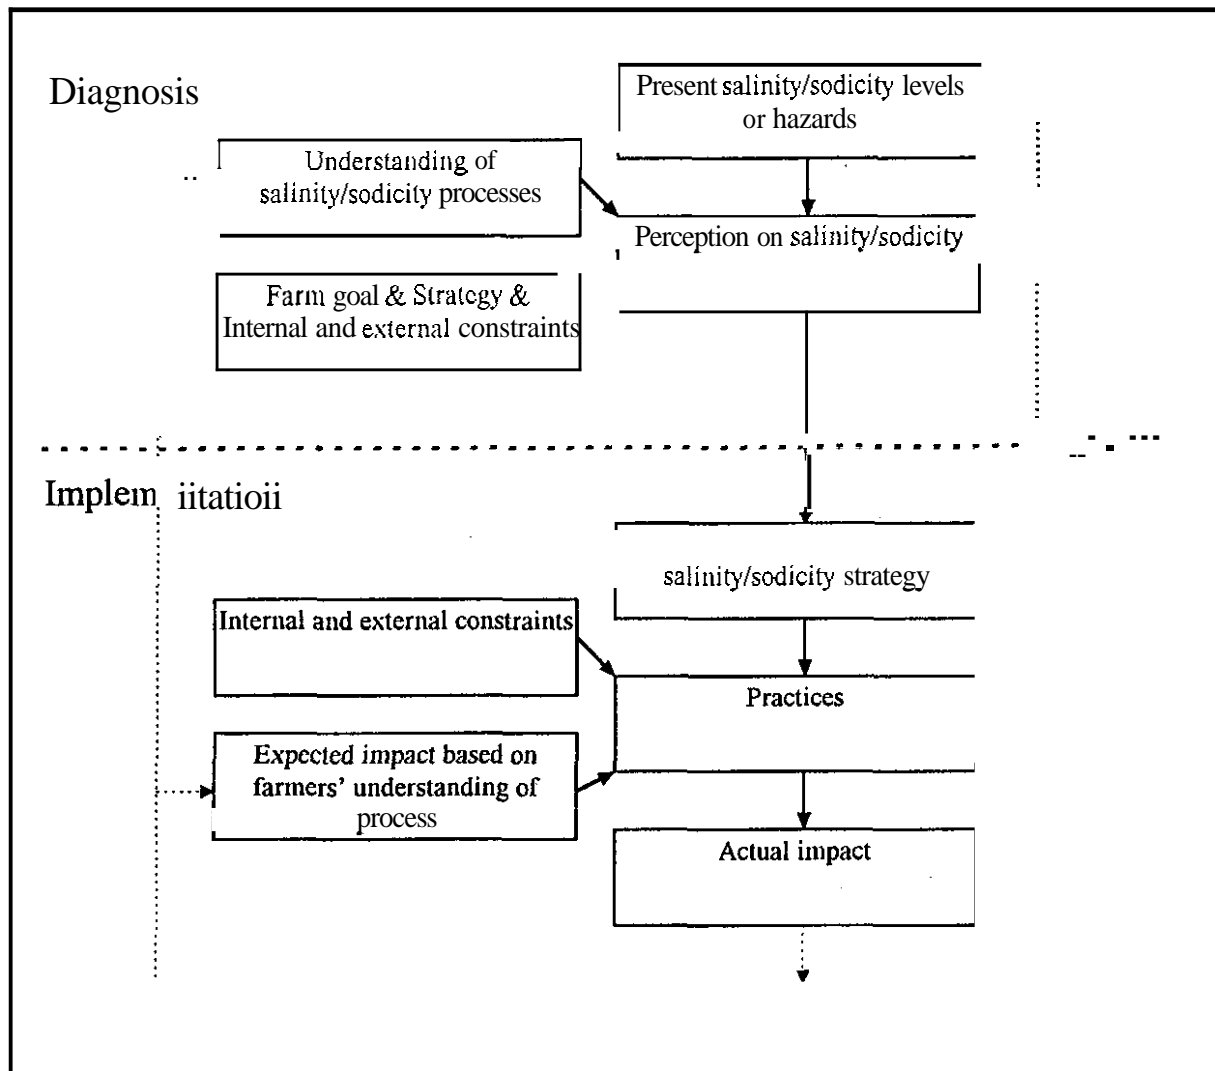 Diagnosis
Present salinity/sodicity levels
or hazards
Understanding of
salinity/sodicity processes
Perception on salinity/sodicity
Farm goal & Strategy &
Internal and external constraints
Implem iitatioii
salinity/sodicity strategy
Internal and external constraints
Practices
Expected impact based on
farmers' understanding of
process
Actual impact